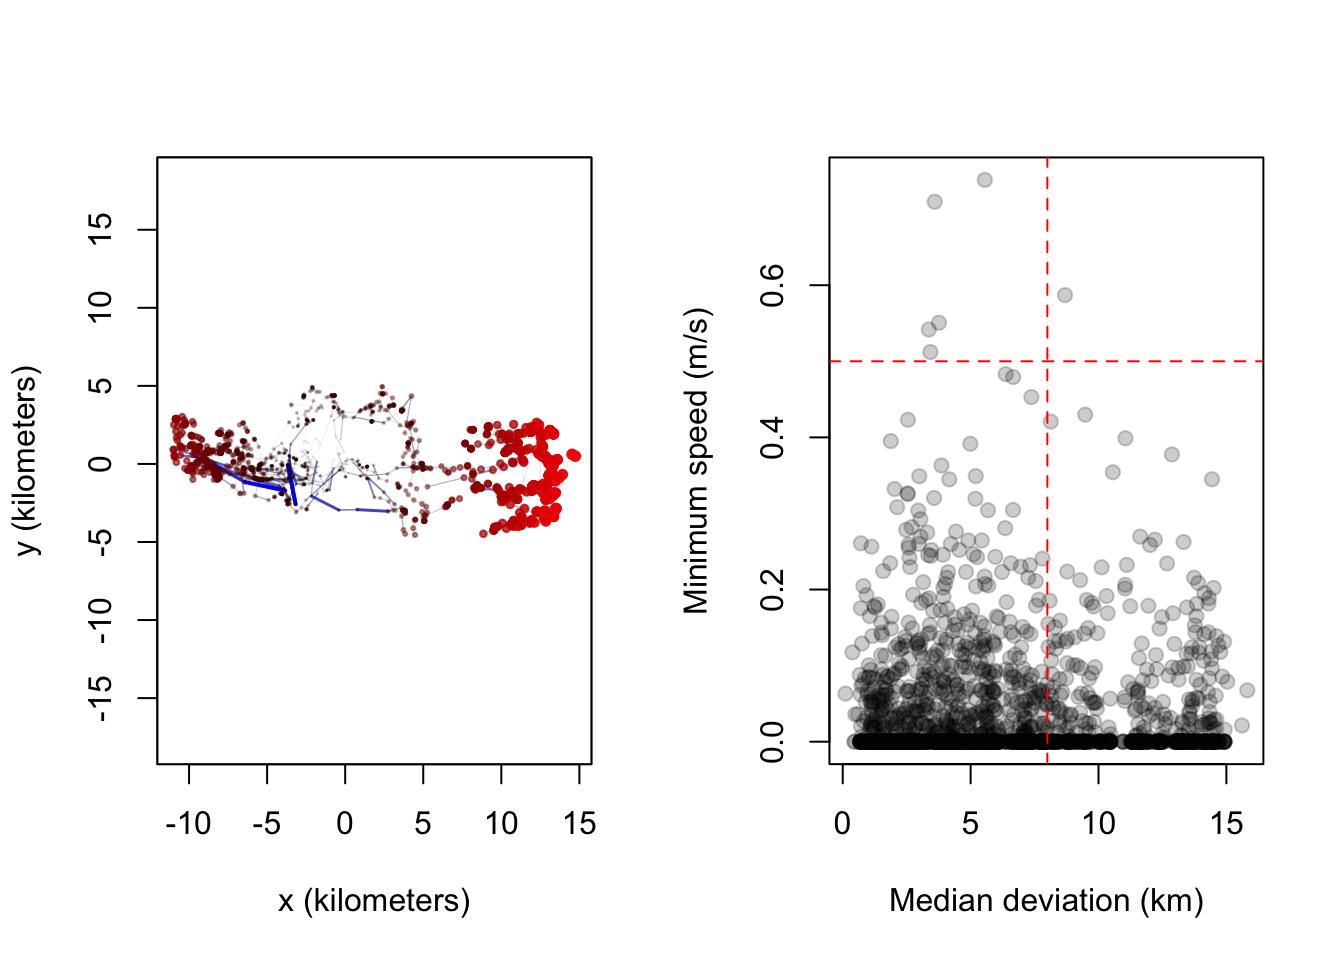 15
10
5
0
-5
-10
-15
y (kilometers)
-10 -5 0 5 10 15
x (kilometers)
0.6
0.4
0.2
0.0
Minimum speed (m/s)
0 5 10 15
Median deviation (km)